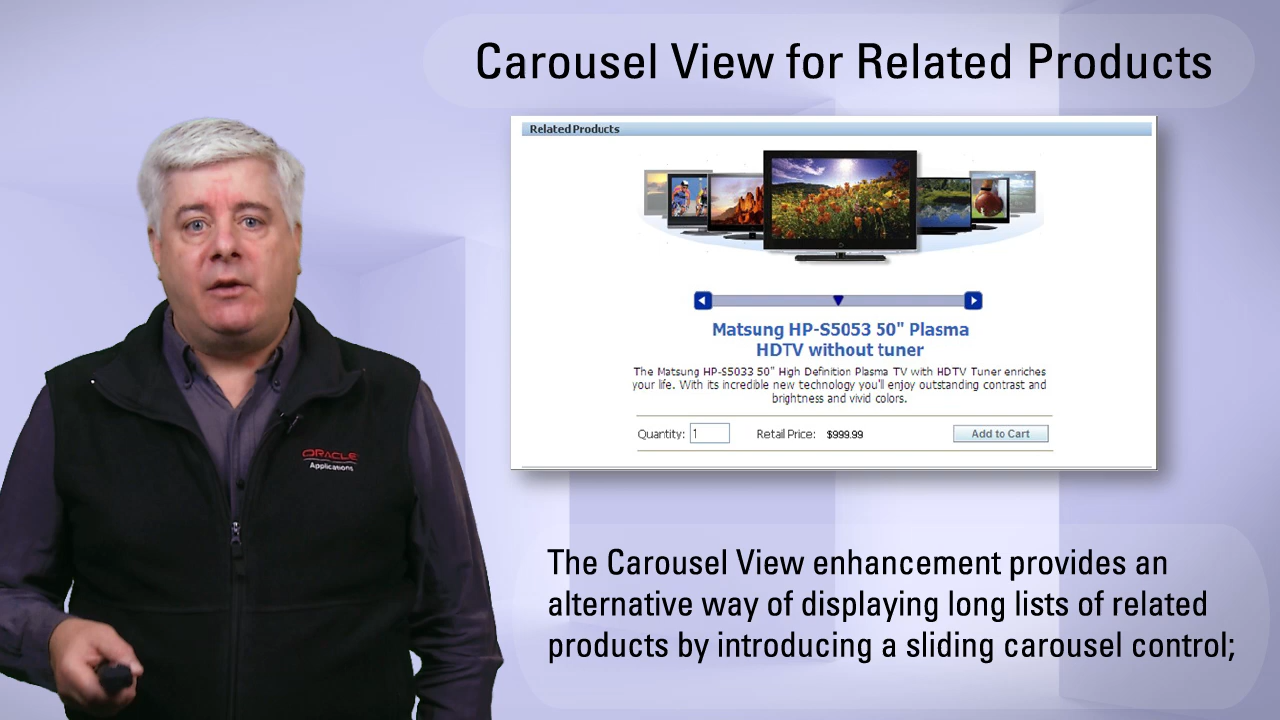 Carousel View for Related Products
Related Products
Matsung HP-S5053 50" Plasma
HDTV without tuner
The Matsung HP-S5033 50" High Definition Plasma TV with HDTV Tuner enriches
your life. With its incredible new technology you'll enjoy outstanding contrast and
brightness and vivid colors.
Quantity: 1 Retail Price: $999.99 Add to Cart
ORACLE
Applications
The Carousel View enhancement provides an
alternative way of displaying long lists of related
products by introducing a sliding carousel control;